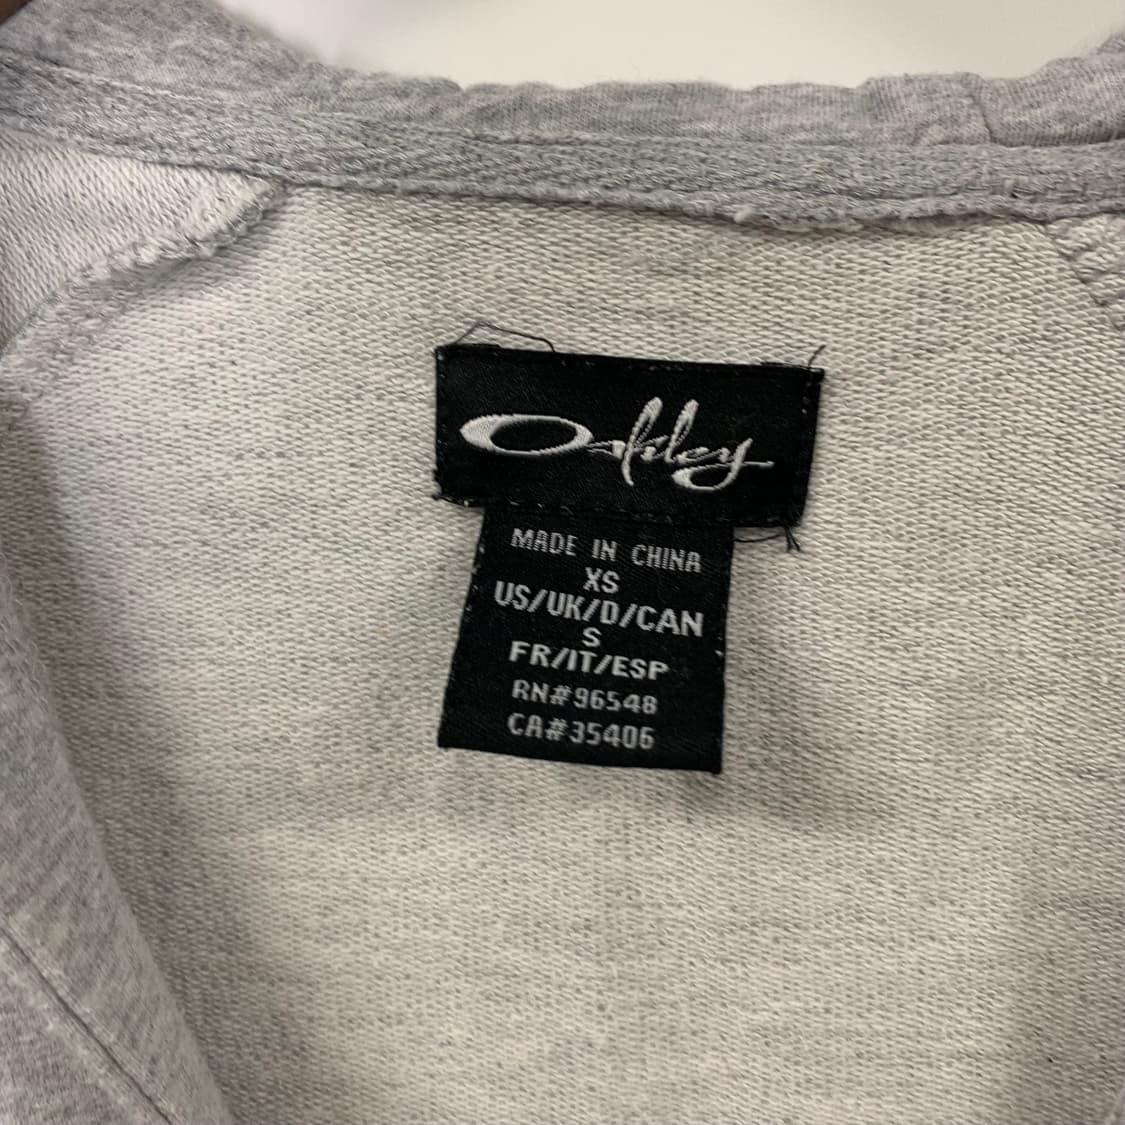 Oakley
MADE IN CHINA
XS
US/UK/D/CAN
S
FR/IT/ESP
RN#96548
CA#35406